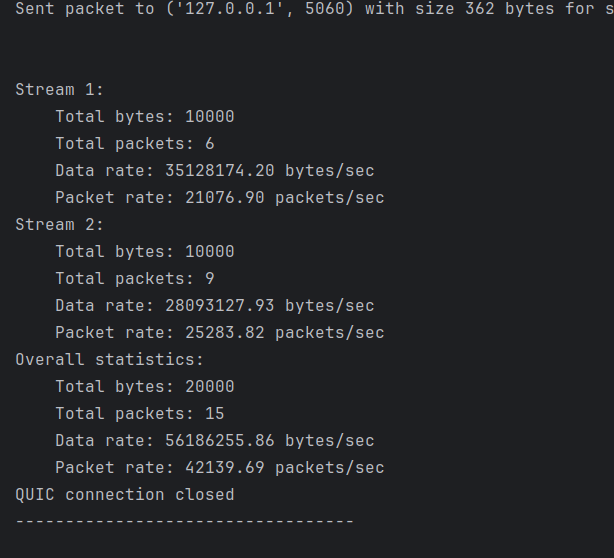 Sent packet to ('127.0.0.1', 5060) with size 362 bytes for s
Stream 1:
Total bytes: 10000
Total packets: 6
Data rate: 35128174.20 bytes/sec
Packet rate: 21076.90 packets/sec
Stream 2:
Total bytes: 10000
Total packets: 9
Data rate: 28093127.93 bytes/sec
Packet rate: 25283.82 packets/sec
Overall statistics:
Total bytes: 20000
Total packets: 15
Data rate: 56186255.86 bytes/sec
Packet rate: 42139.69 packets/sec
QUIC connection closed
----------------------------------